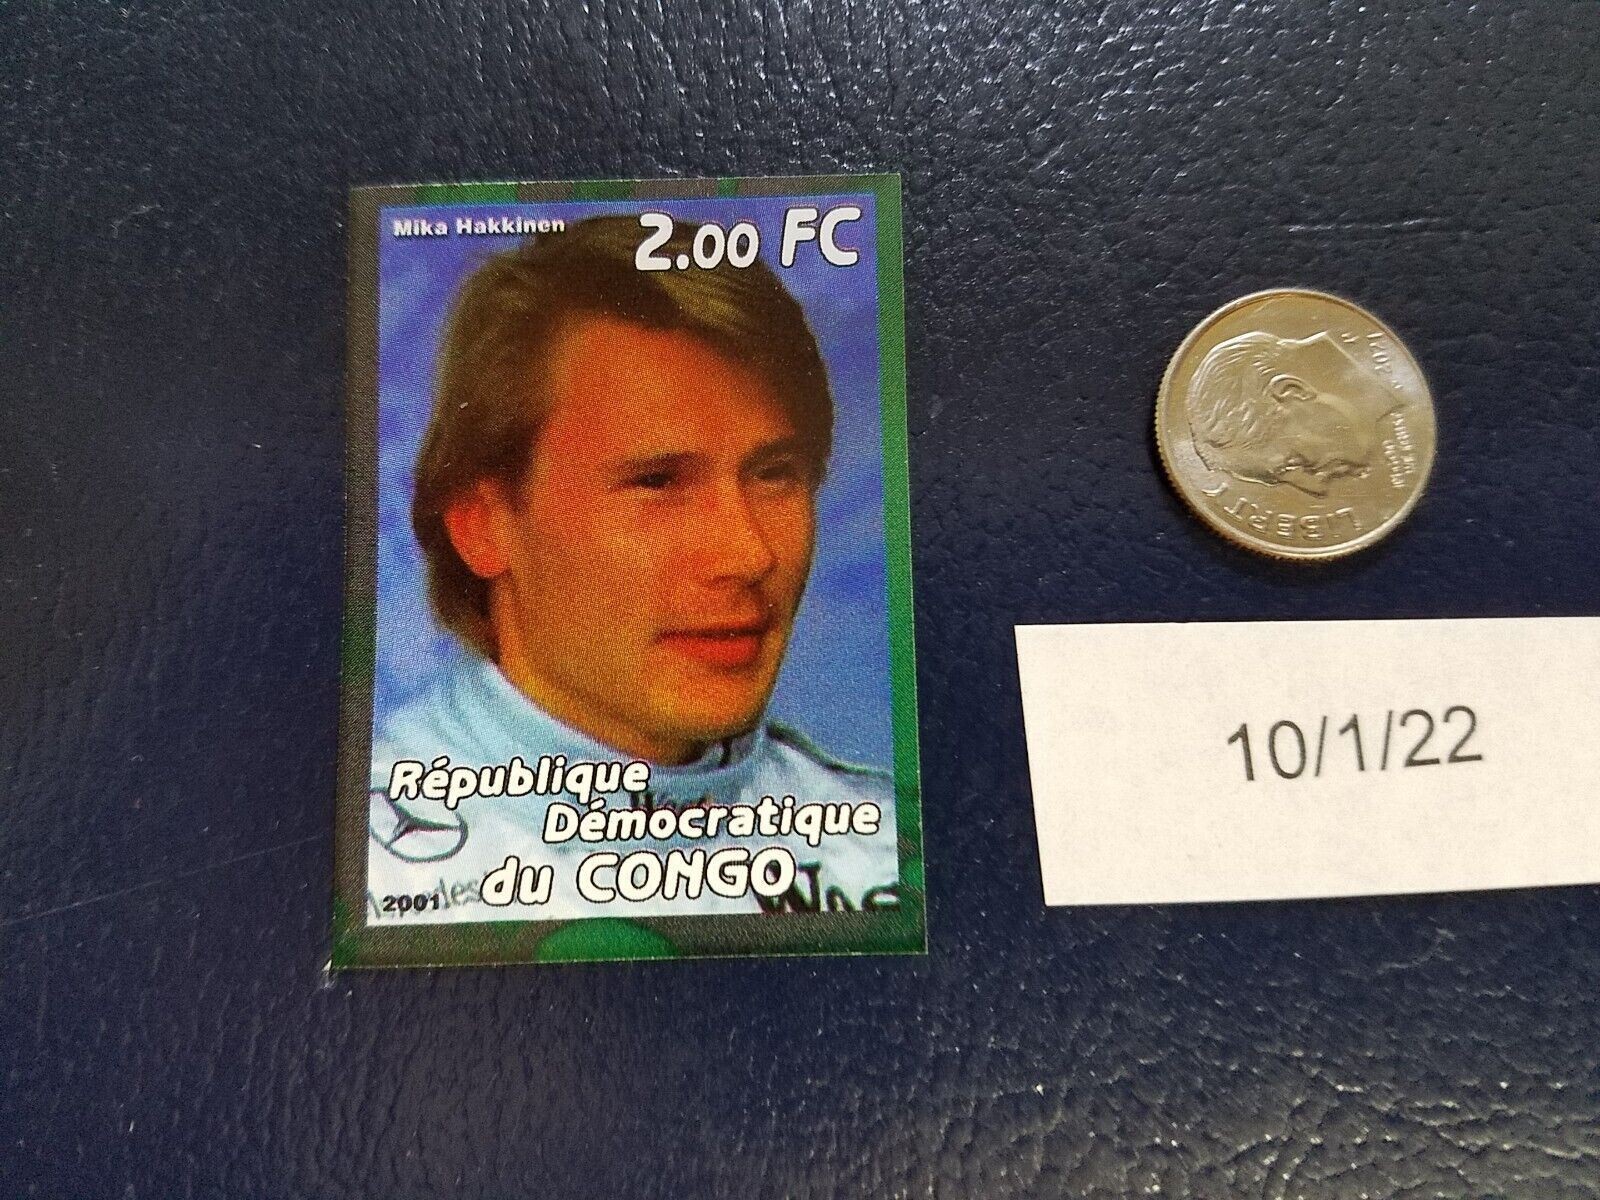 Mika Hakkinen
2.00 FC
République
Démocratique
du CONGO
2001
LIBERTY
10/1/22